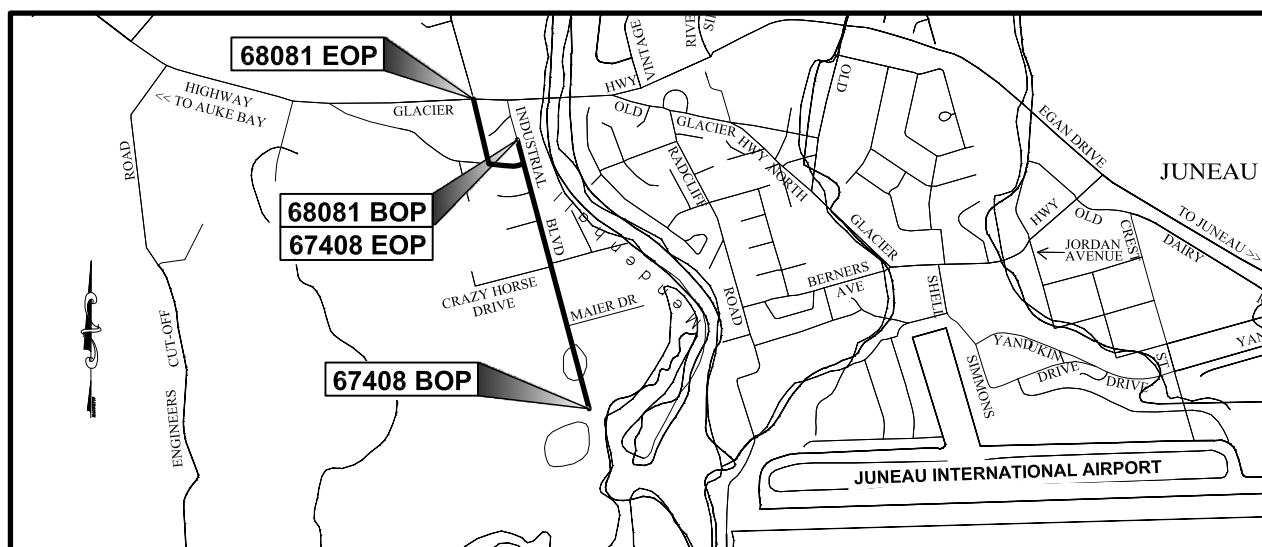 68081 EOP
HIGHWAY
<< TO AUKE BAY
GLACIER
HWY
VINTAGE
RIVER
OLD
GLACIER HWY NORTH
OLD
EGAN DRIVE
JUNEAU
TO JUNEAU >>
ROAD
INDUSTRIAL
BLVD
RADCLIFF
ROAD
68081 BOP
67408 EOP
CRAZY HORSE
DRIVE
MAIER DR
67408 BOP
ENGINEERS CUT-OFF
GLACIER
HWY
OLD
DAIRY
CREST
ST
JORDAN
AVENUE
BERNERS
AVE
SHELL
SIMMONS
YANDUKIN
DRIVE
DRIVE
JUNEAU INTERNATIONAL AIRPORT